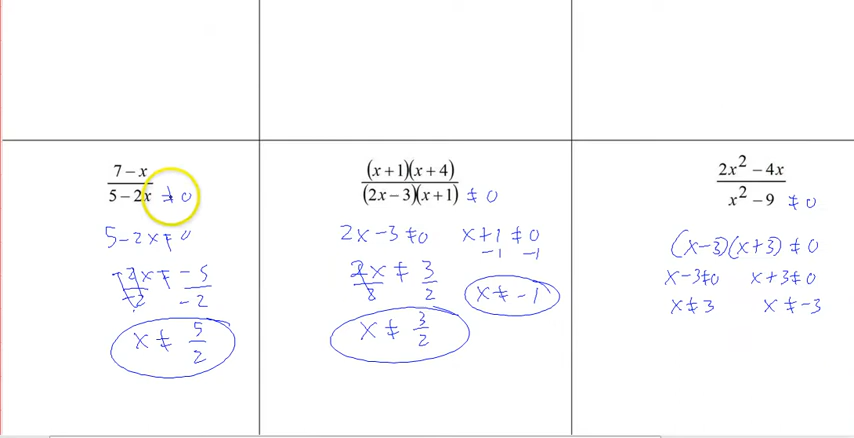 7 − x
5 − 2x ≠ 0
5 − 2x ≠ 0
−2x ≠ −5
−2 −2
x ≠ 5/2
(x + 1)(x + 4)
(2x − 3)(x + 1) ≠ 0
2x − 3 ≠ 0 x + 1 ≠ 0
−1 −1
2x ≠ 3
2
x ≠ −1
x ≠ 3/2
2x² − 4x
x² − 9 ≠ 0
(x−3)(x+3) ≠ 0
x−3≠0 x+3≠0
x≠3 x≠−3